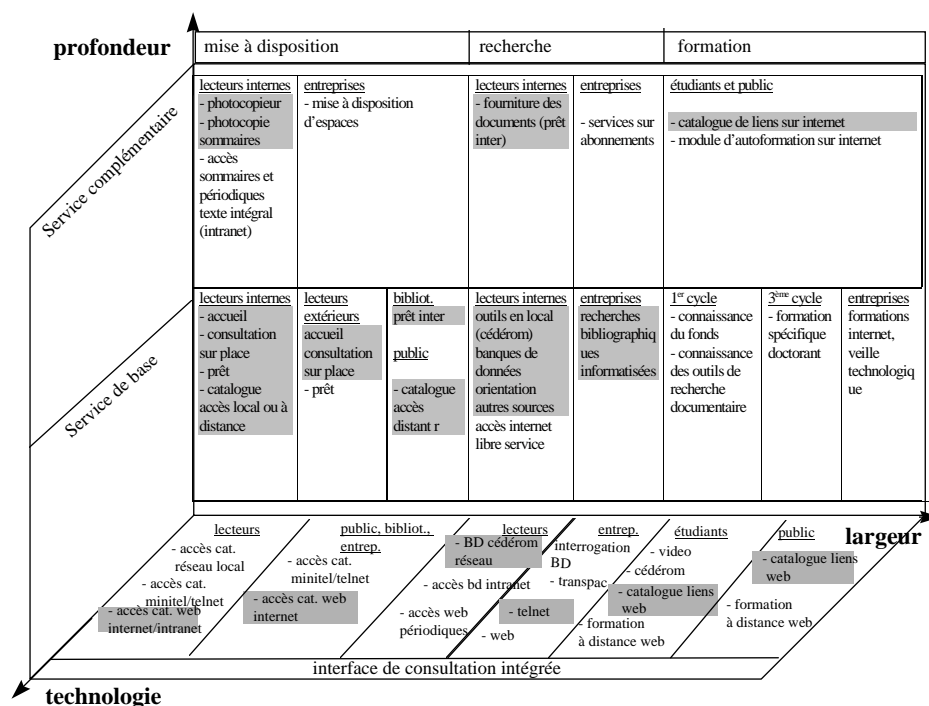 profondeur
mise à disposition
recherche
formation
Service complémentaire
lecteurs internes
- photocopieur
- photocopie
sommaires
- accès
sommaires et
périodiques
texte intégral
(intranet)
entreprises
- mise à disposition
d'espaces
lecteurs internes
- fourniture des
documents (prêt
inter)
entreprises
- services sur
abonnements
étudiants et public
- catalogue de liens sur internet
- module d'autoformation sur internet
Service de base
lecteurs internes
- accueil
- consultation
sur place
- prêt
- catalogue
accès local ou à
distance
lecteurs
extérieurs
accueil
consultation
sur place
- prêt
bibliot.
prêt inter
public
- catalogue
accès
distant r
lecteurs internes
outils en local
(cédérom)
banques de
données
orientation
autres sources
accès internet
libre service
entreprises
recherches
bibliographiq
ues
informatisées
1er cycle
- connaissance
du fonds
- connaissance
des outils de
recherche
documentaire
3ème cycle
- formation
spécifique
doctorant
entreprises
formations
internet,
veille
technologiq
ue
largeur
lecteurs
- accès cat.
réseau local
- accès cat.
minitel/telnet
- accès cat. web
internet/intranet
public, bibliot.,
entrep.
- accès cat.
minitel/telnet
- accès cat. web
internet
lecteurs
- BD cédérom
réseau
- accès bd intranet
- accès web
périodiques
entrep.
interrogation
BD
- transpac
- telnet
- web
étudiants
- video
- cédérom
- catalogue liens
web
- formation
à distance web
public
- catalogue liens
web
- formation
à distance web
interface de consultation intégrée
technologie